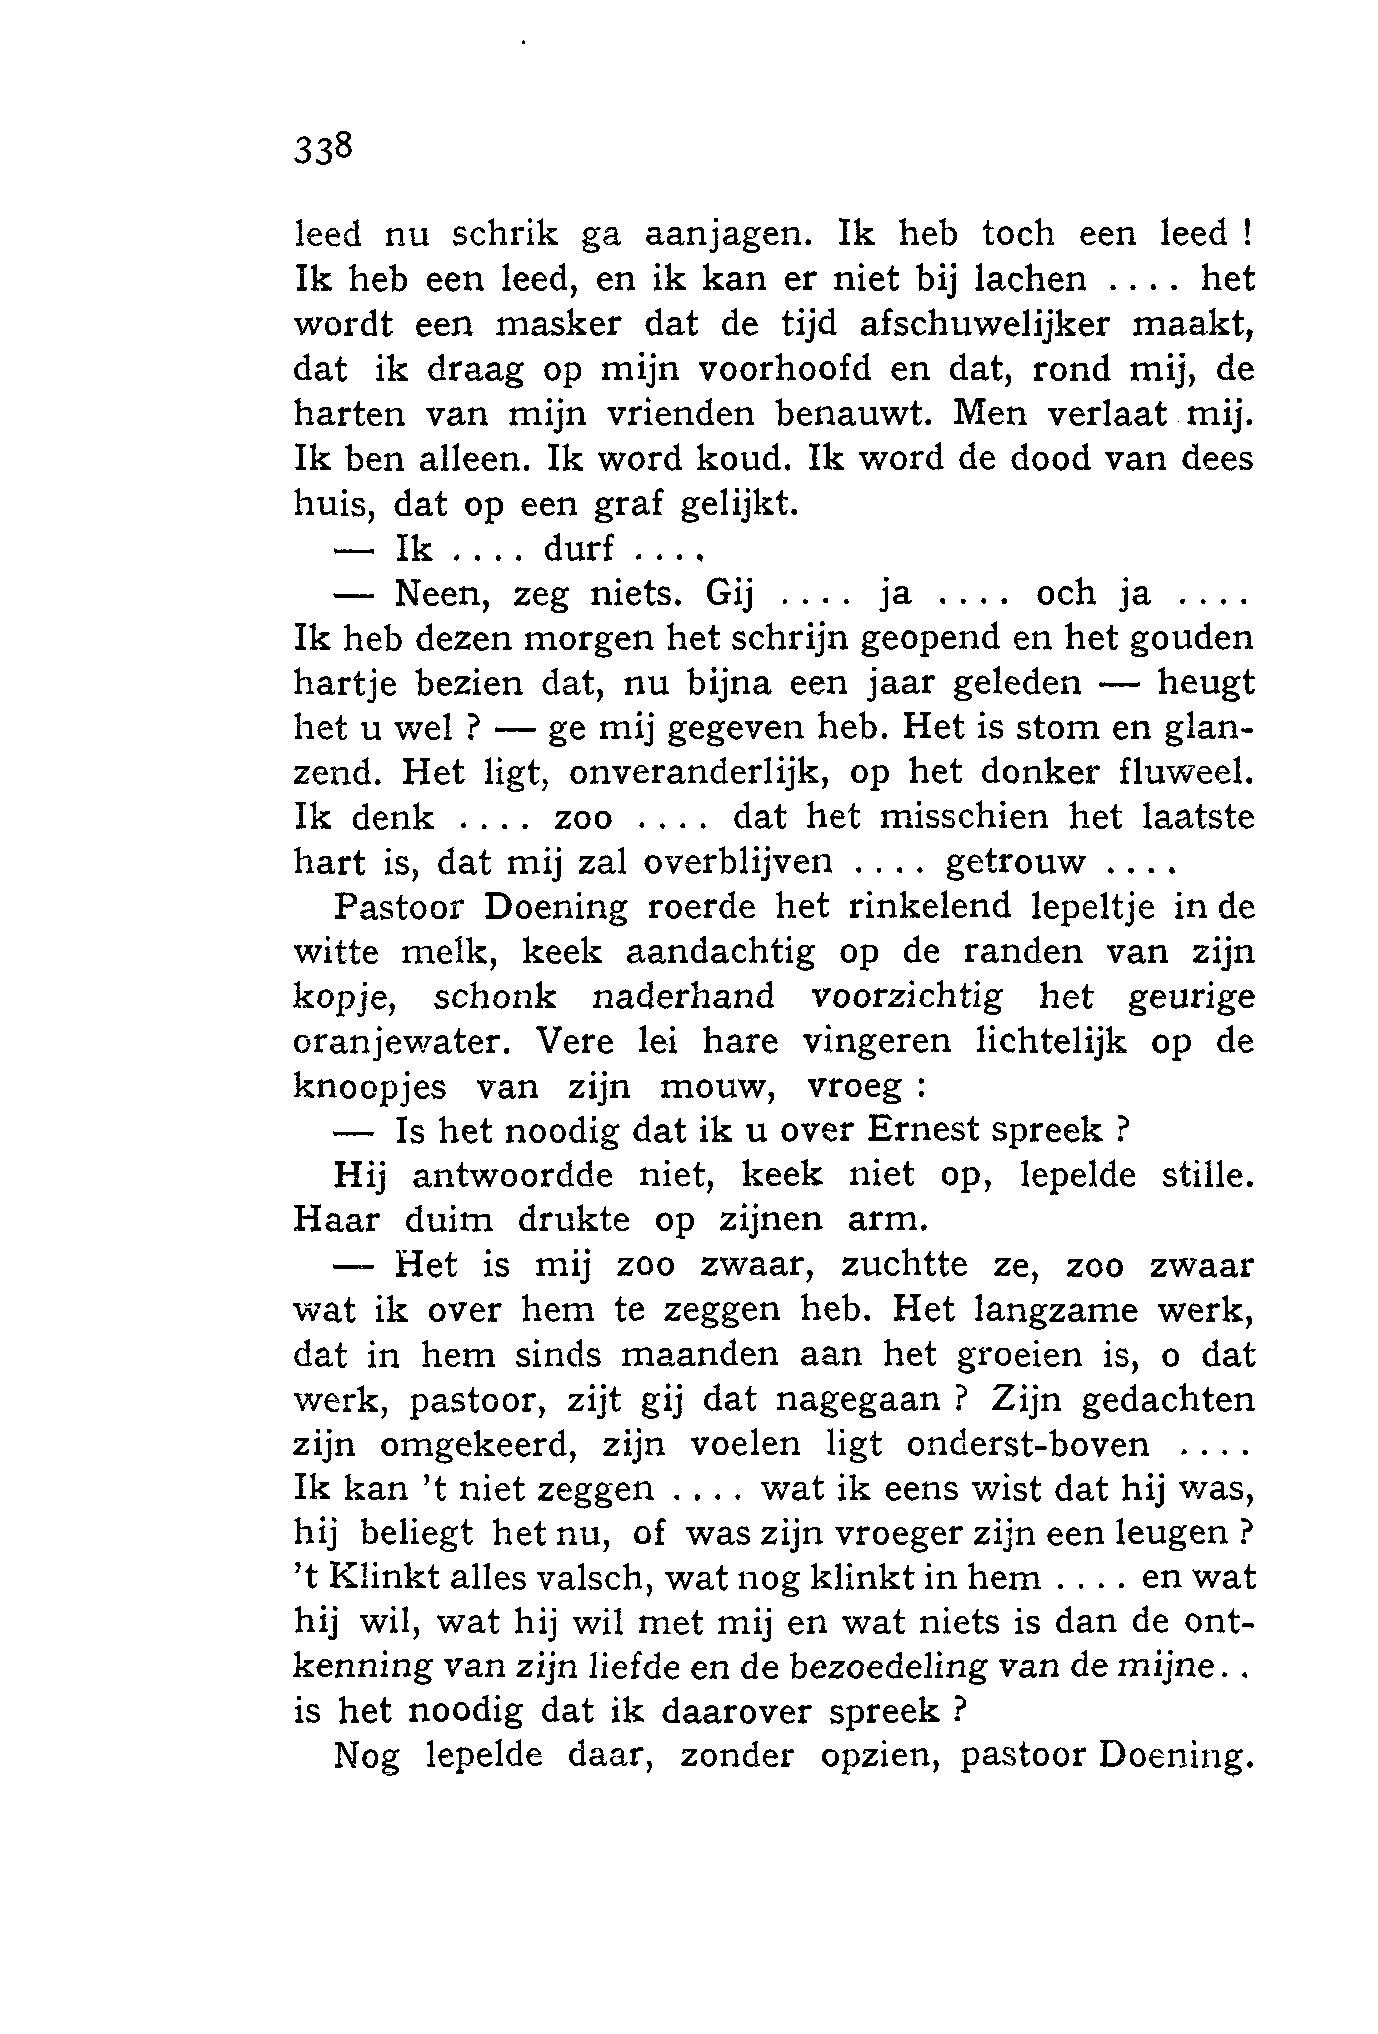 338
leed nu schrik ga aanjagen. Ik heb toch een leed !
Ik heb een leed, en ik kan er niet bij lachen .... het
wordt een masker dat de tijd afschuwelijker maakt,
dat ik draag op mijn voorhoofd en dat, rond mij, de
harten van mijn vrienden benauwt. Men verlaat mij.
Ik ben alleen. Ik word koud. Ik word de dood van dees
huis, dat op een graf gelijkt.
— Ik .... durf ....
— Neen, zeg niets. Gij .... ja .... och ja ....
Ik heb dezen morgen het schrijn geopend en het gouden
hartje bezien dat, nu bijna een jaar geleden — heugt
het u wel ? — ge mij gegeven heb. Het is stom en glan-
zend. Het ligt, onveranderlijk, op het donker fluweel.
Ik denk .... zoo .... dat het misschien het laatste
hart is, dat mij zal overblijven .... getrouw ....
Pastoor Doening roerde het rinkelend lepeltje in de
witte melk, keek aandachtig op de randen van zijn
kopje, schonk naderhand voorzichtig het geurige
oranjewater. Vere lei hare vingeren lichtelijk op de
knoopjes van zijn mouw, vroeg :
— Is het noodig dat ik u over Ernest spreek ?
Hij antwoordde niet, keek niet op, lepelde stille.
Haar duim drukte op zijnen arm.
— Het is mij zoo zwaar, zuchtte ze, zoo zwaar
wat ik over hem te zeggen heb. Het langzame werk,
dat in hem sinds maanden aan het groeien is, o dat
werk, pastoor, zijt gij dat nagegaan ? Zijn gedachten
zijn omgekeerd, zijn voelen ligt onderst-boven ....
Ik kan 't niet zeggen .... wat ik eens wist dat hij was,
hij beliegt het nu, of was zijn vroeger zijn een leugen ?
't Klinkt alles valsch, wat nog klinkt in hem .... en wat
hij wil, wat hij wil met mij en wat niets is dan de ont-
kenning van zijn liefde en de bezoedeling van de mijne. .
is het noodig dat ik daarover spreek ?
Nog lepelde daar, zonder opzien, pastoor Doening.